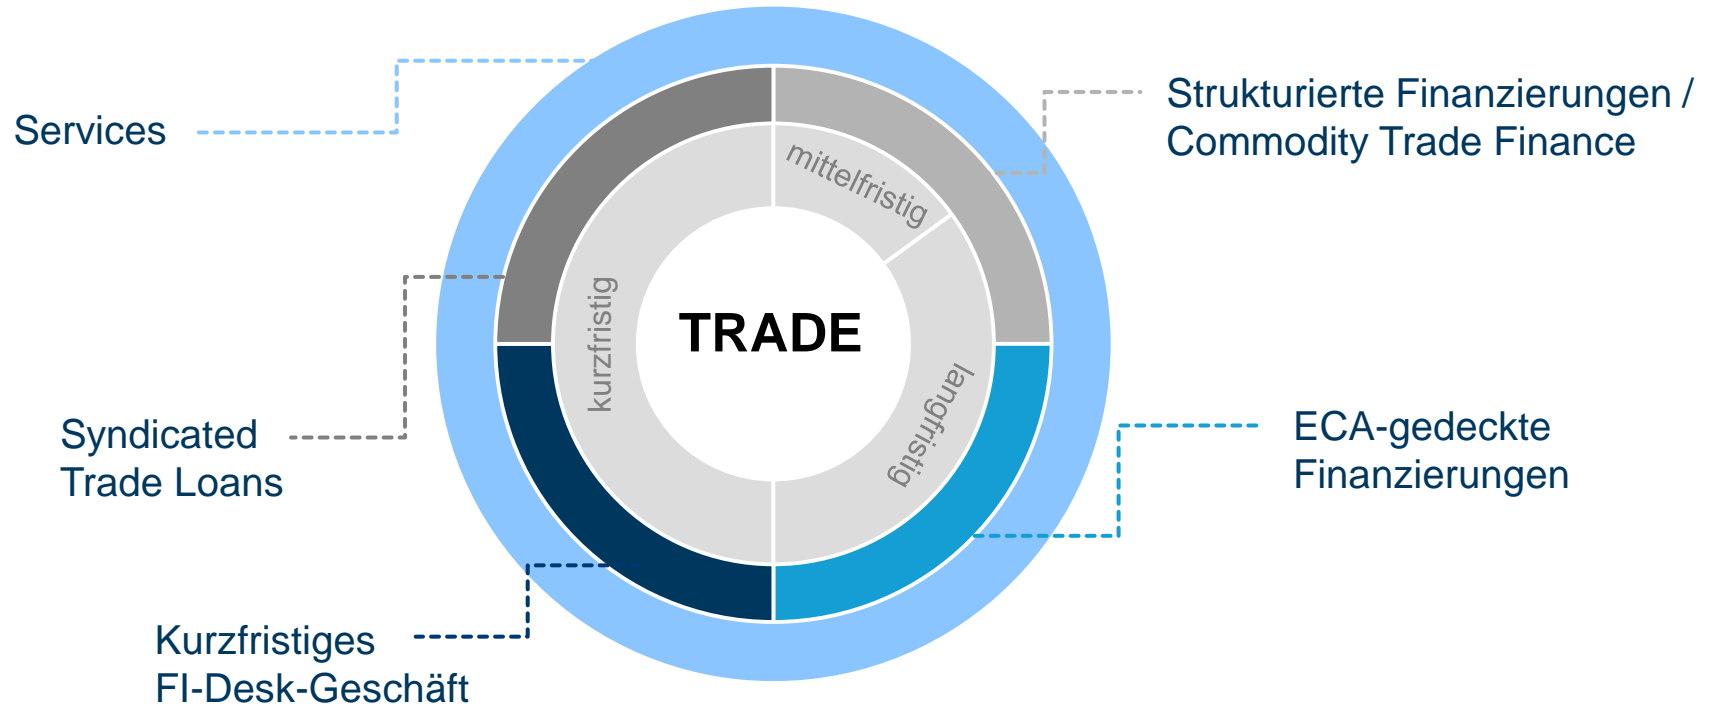 Services
Strukturierte Finanzierungen /
Commodity Trade Finance
mittelfristig
kurzfristig
TRADE
langfristig
Syndicated
Trade Loans
ECA-gedeckte
Finanzierungen
Kurzfristiges
FI-Desk-Geschäft